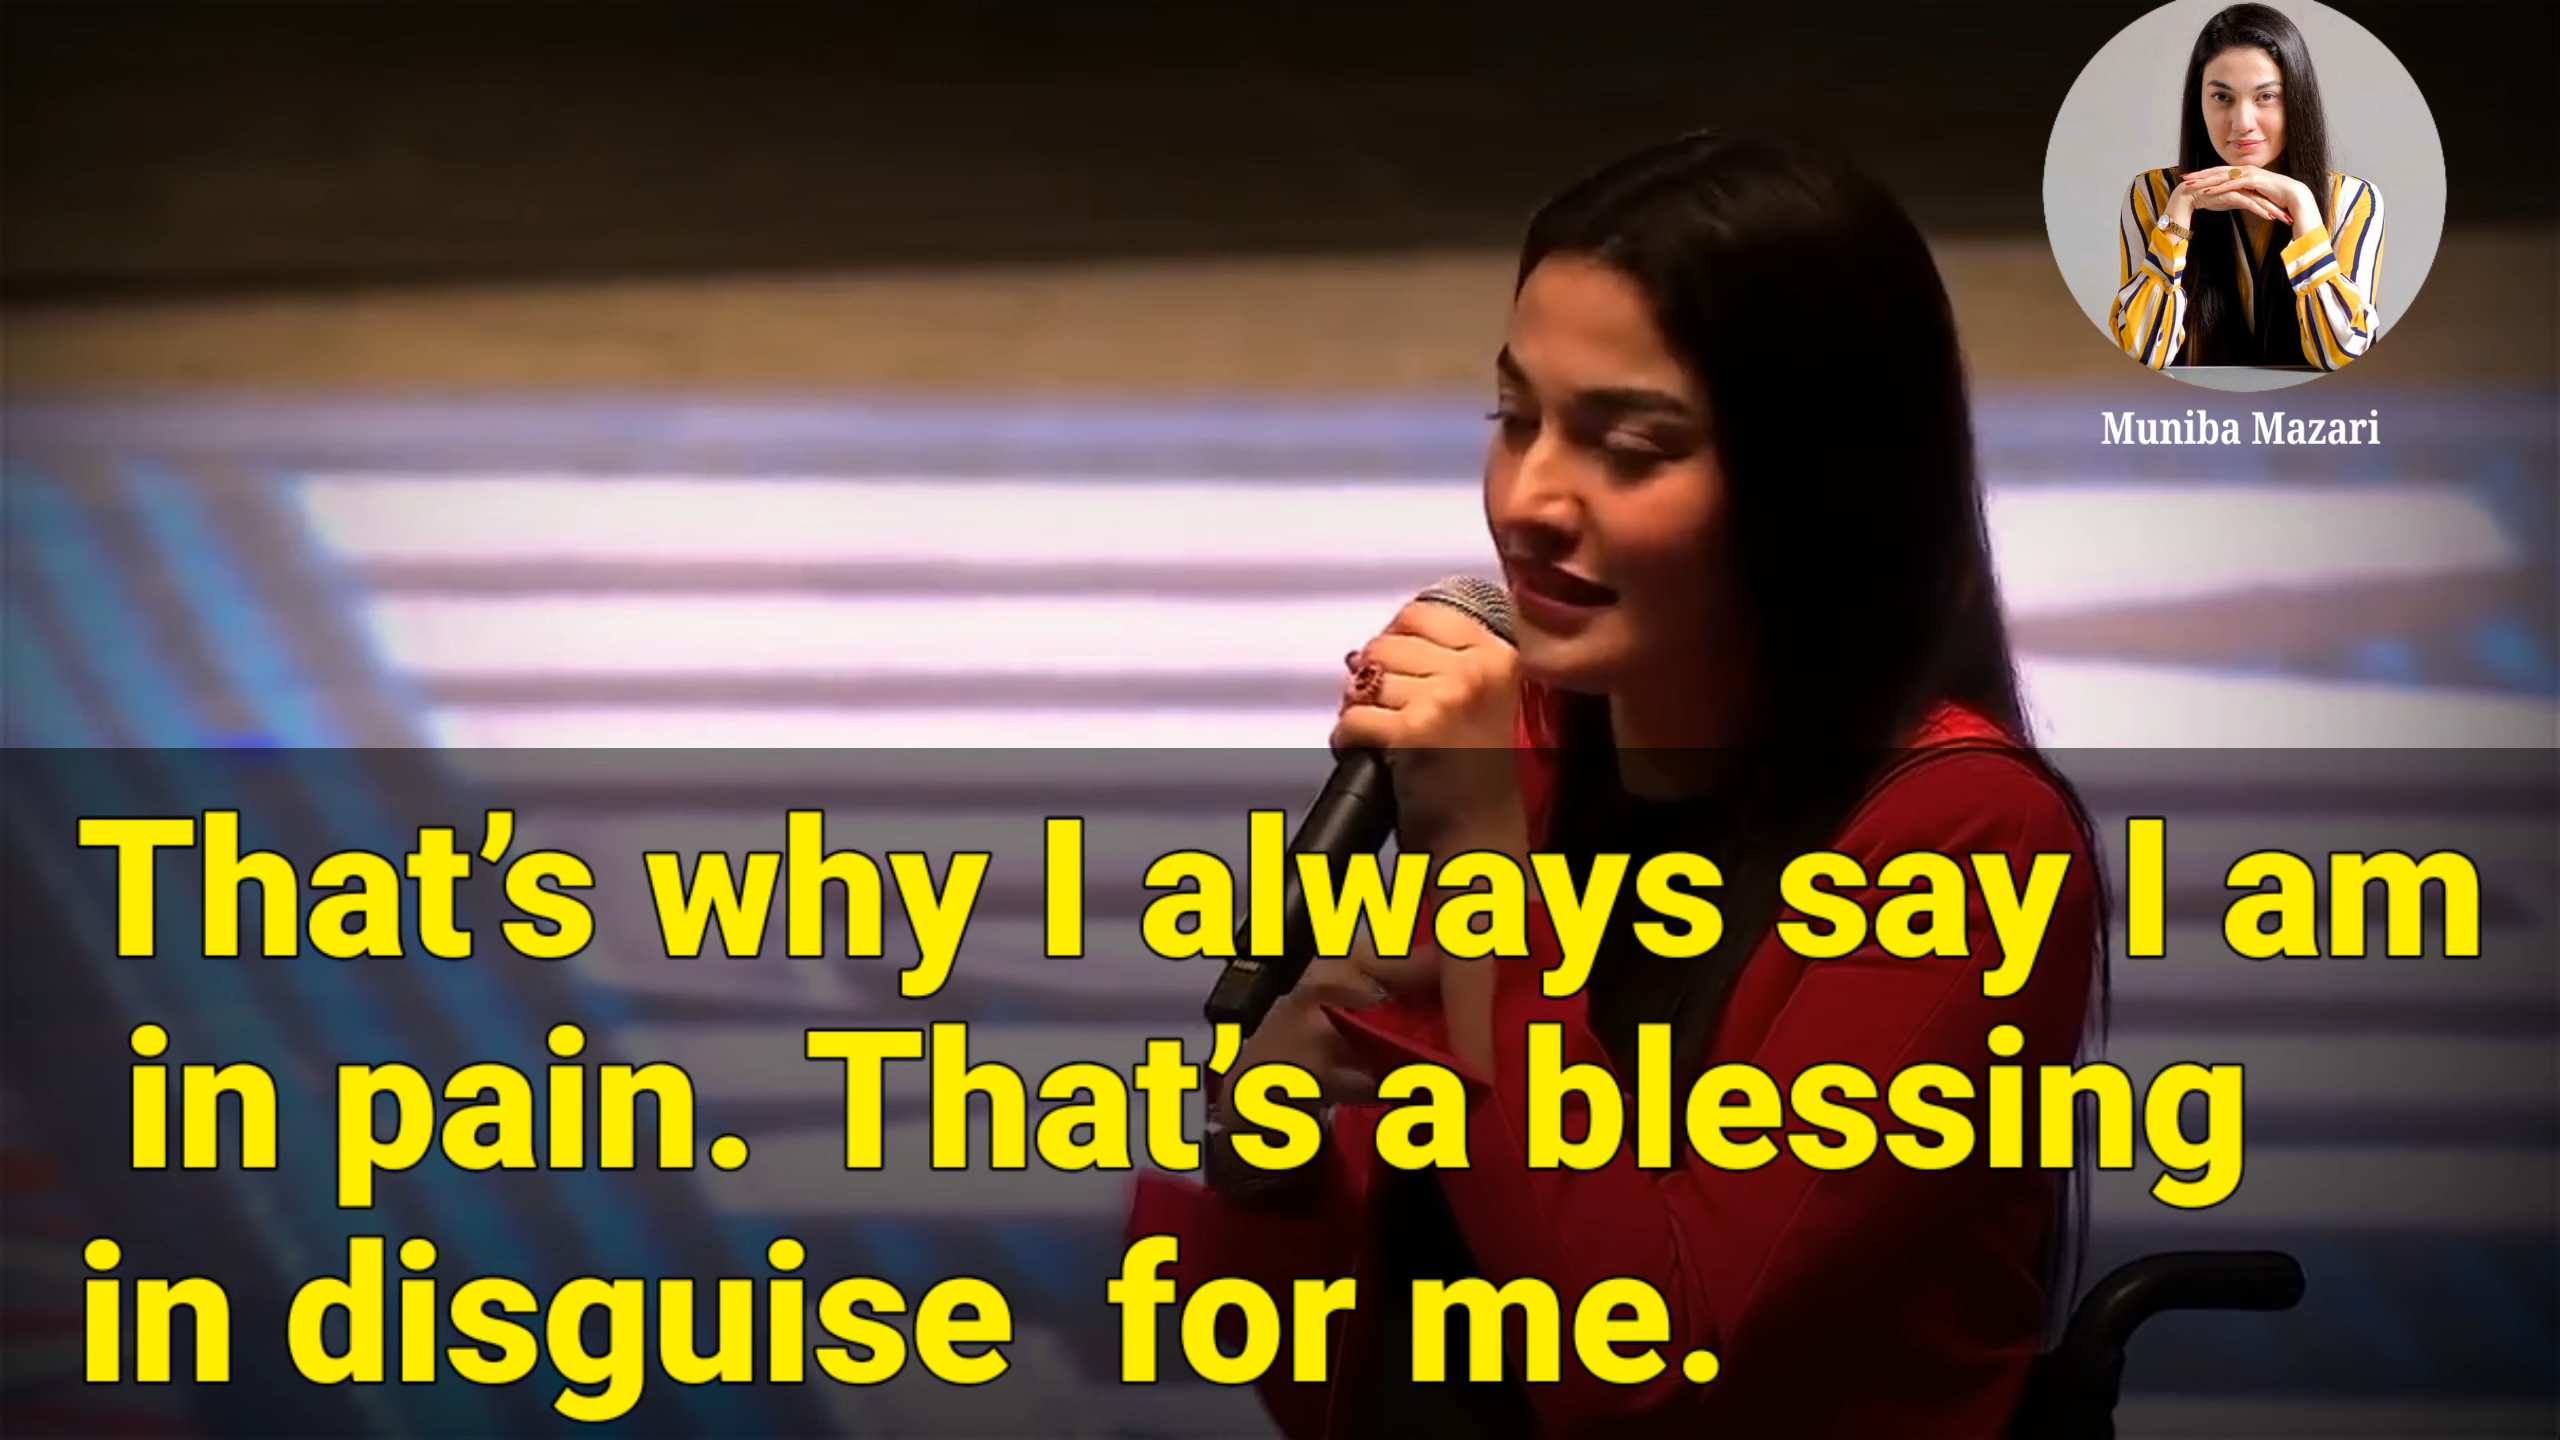 Muniba Mazari
That’s why I always say I am
in pain. That’s a blessing
in disguise for me.